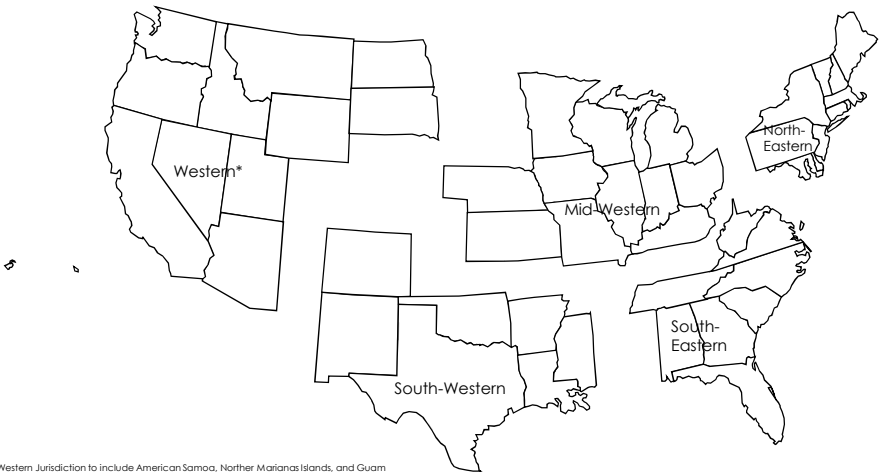 North-
Eastern
Western*
Mid-Western
South-
Eastern
South-Western
Western Jurisdiction to include American Samoa, Norther Marianas Islands, and Guam